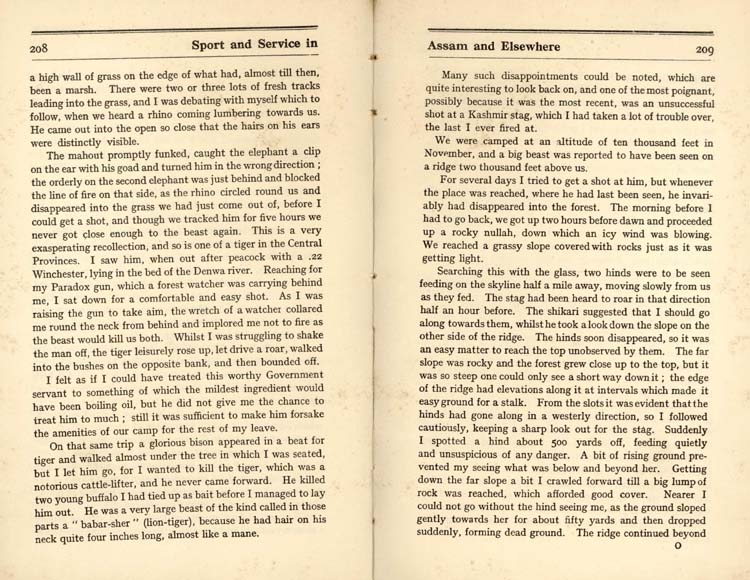 208
Sport and Service in
a high wall of grass on the edge of what had, almost till then,
been a marsh. There were two or three lots of fresh tracks
leading into the grass, and I was debating with myself which to
follow, when we heard a rhino coming lumbering towards us.
He came out into the open so close that the hairs on his ears
were distinctly visible.
The mahout promptly funked, caught the elephant a clip
on the ear with his goad and turned him in the wrong direction ;
the orderly on the second elephant was just behind and blocked
the line of fire on that side, as the rhino circled round us and
disappeared into the grass we had just come out of, before I
could get a shot, and though we tracked him for five hours we
never got close enough to the beast again. This is a very
exasperating recollection, and so is one of a tiger in the Central
Provinces. I saw him, when out after peacock with a .22
Winchester, lying in the bed of the Denwa river. Reaching for
my Paradox gun, which a forest watcher was carrying behind
me, I sat down for a comfortable and easy shot. As I was
raising the gun to take aim, the wretch of a watcher collared
me round the neck from behind and implored me not to fire as
the beast would kill us both. Whilst I was struggling to shake
the man off, the tiger leisurely rose up, let drive a roar, walked
into the bushes on the opposite bank, and then bounded off.
I felt as if I could have treated this worthy Government
servant to something of which the mildest ingredient would
have been boiling oil, but he did not give me the chance to
treat him to much ; still it was sufficient to make him forsake
the amenities of our camp for the rest of my leave.
On that same trip a glorious bison appeared in a beat for
tiger and walked almost under the tree in which I was seated,
but I let him go, for I wanted to kill the tiger, which was a
notorious cattle-lifter, and he never came forward. He killed
two young buffalo I had tied up as bait before I managed to lay
him out. He was a very large beast of the kind called in those
parts a " babar-sher " (lion-tiger), because he had hair on his
neck quite four inches long, almost like a mane.
Assam and Elsewhere
209
Many such disappointments could be noted, which are
quite interesting to look back on, and one of the most poignant,
possibly because it was the most recent, was an unsuccessful
shot at a Kashmir stag, which I had taken a lot of trouble over,
the last I ever fired at.
We were camped at an altitude of ten thousand feet in
November, and a big beast was reported to have been seen on
a ridge two thousand feet above us.
For several days I tried to get a shot at him, but whenever
the place was reached, where he had last been seen, he invari-
ably had disappeared into the forest. The morning before I
had to go back, we got up two hours before dawn and proceeded
up a rocky nullah, down which an icy wind was blowing.
We reached a grassy slope covered with rocks just as it was
getting light.
Searching this with the glass, two hinds were to be seen
feeding on the skyline half a mile away, moving slowly from us
as they fed. The stag had been heard to roar in that direction
half an hour before. The shikari suggested that I should go
along towards them, whilst he took a look down the slope on the
other side of the ridge. The hinds soon disappeared, so it was
an easy matter to reach the top unobserved by them. The far
slope was rocky and the forest grew close up to the top, but it
was so steep one could only see a short way down it ; the edge
of the ridge had elevations along it at intervals which made it
easy ground for a stalk. From the slots it was evident that the
hinds had gone along in a westerly direction, so I followed
cautiously, keeping a sharp look out for the stag. Suddenly
I spotted a hind about 500 yards off, feeding quietly
and unsuspicious of any danger. A bit of rising ground pre-
vented my seeing what was below and beyond her. Getting
down the far slope a bit I crawled forward till a big lump of
rock was reached, which afforded good cover. Nearer I
could not go without the hind seeing me, as the ground sloped
gently towards her for about fifty yards and then dropped
suddenly, forming dead ground. The ridge continued beyond
O